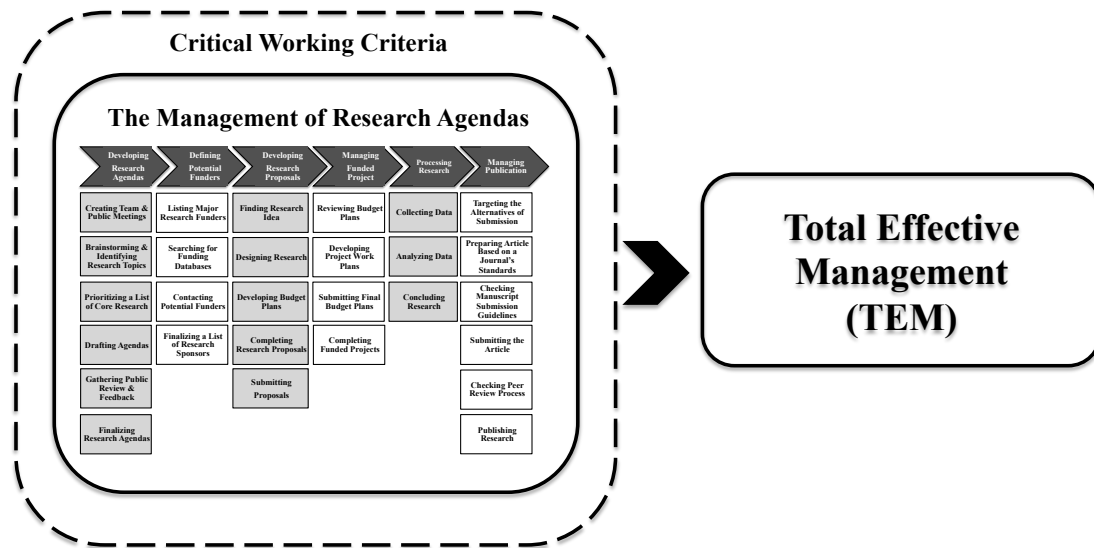 Critical Working Criteria
The Management of Research Agendas
Developing
Research
Agendas
Defining
Potential
Funders
Developing
Research
Proposals
Managing
Funded
Project
Processing
Research
Managing
Publication
Creating Team &
Public Meetings
Brainstorming &
Identifying
Research Topics
Prioritizing a List
of Core Research
Drafting Agendas
Gathering Public
Review &
Feedback
Finalizing
Research Agendas
Listing Major
Research Funders
Searching for
Funding
Databases
Contacting
Potential Funders
Finalizing a List
of Research
Sponsors
Finding Research
Idea
Designing Research
Developing Budget
Plans
Completing
Research Proposals
Submitting
Proposals
Reviewing Budget
Plans
Developing
Project Work
Plans
Submitting Final
Budget Plans
Completing
Funded Projects
Collecting Data
Analyzing Data
Concluding
Research
Targeting the
Alternatives of
Submission
Preparing Article
Based on a
Journal's
Standards
Checking
Manuscript
Submission
Guidelines
Submitting the
Article
Checking Peer
Review Process
Publishing
Research
Total Effective
Management
(TEM)